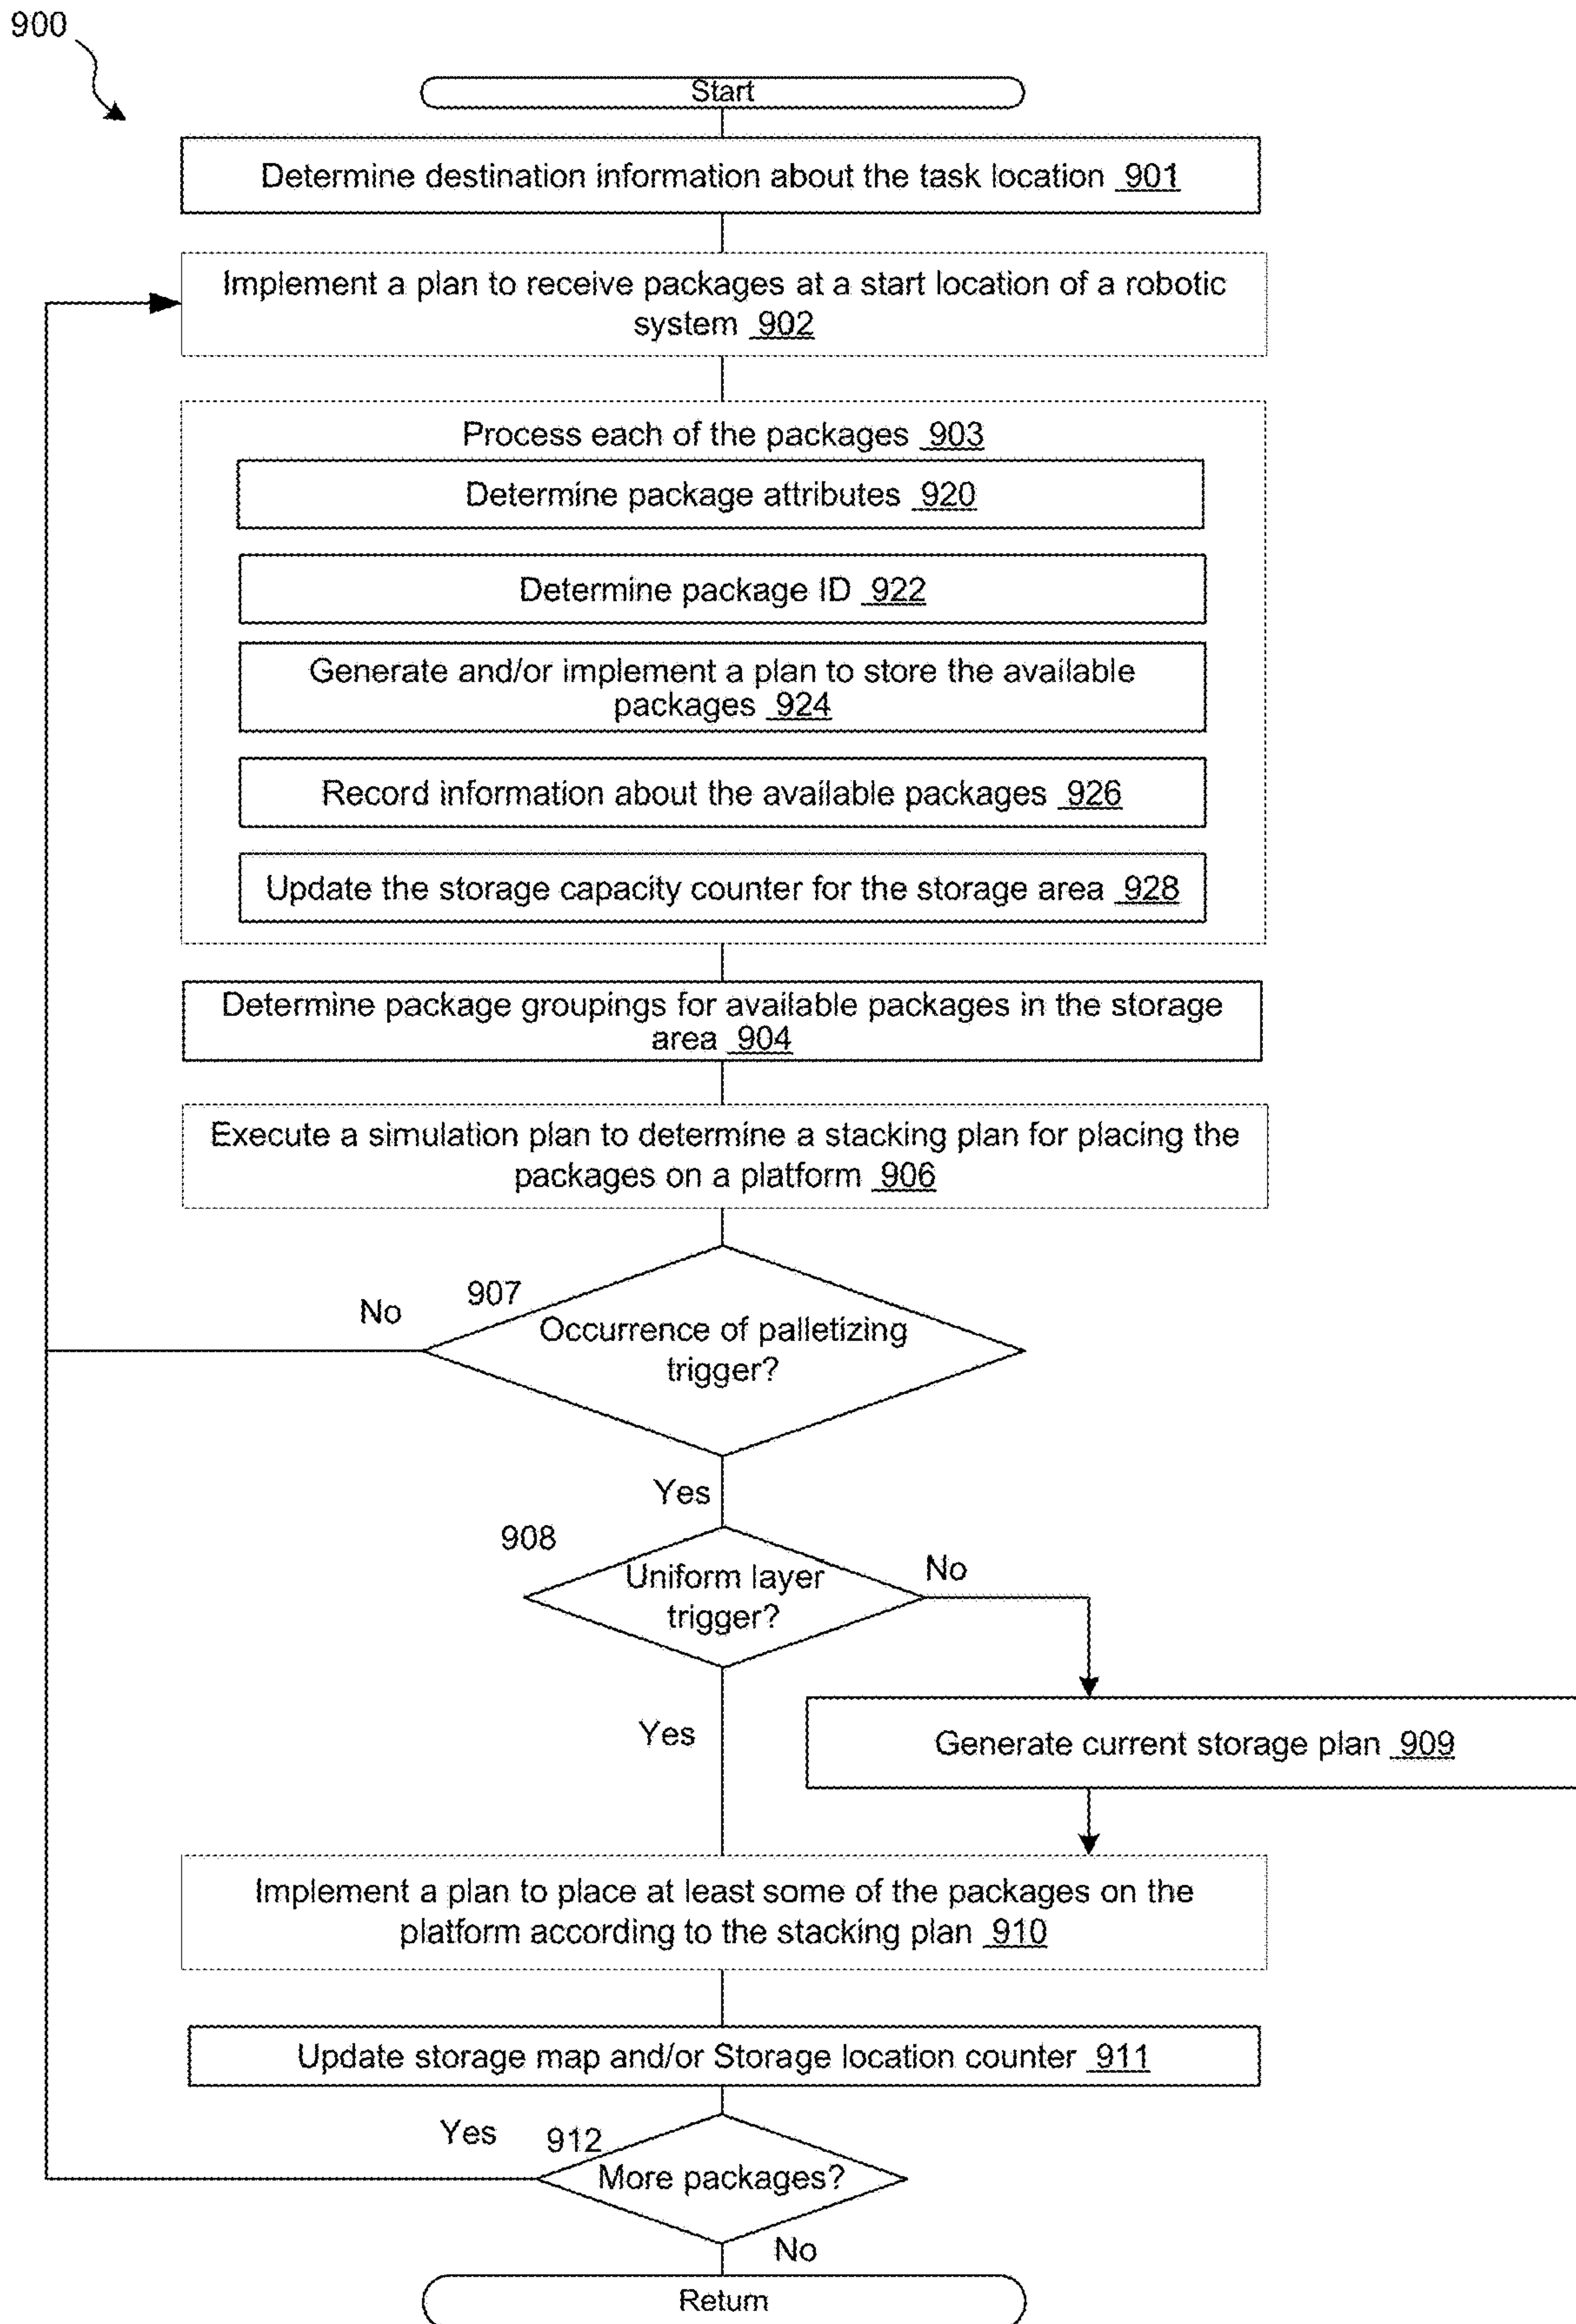 900
Start
Determine destination information about the task location 901
Implement a plan to receive packages at a start location of a robotic
system 902
Process each of the packages 903
Determine package attributes 920
Determine package ID 922
Generate and/or implement a plan to store the available
packages 924
Record information about the available packages 926
Update the storage capacity counter for the storage area 928
Determine package groupings for available packages in the storage
area 904
Execute a simulation plan to determine a stacking plan for placing the
packages on a platform 906
907
No
Occurrence of palletizing
trigger?
Yes
908
No
Uniform layer
trigger?
Yes
Generate current storage plan 909
Implement a plan to place at least some of the packages on the
platform according to the stacking plan 910
Update storage map and/or Storage location counter 911
Yes
912
More packages?
No
Return